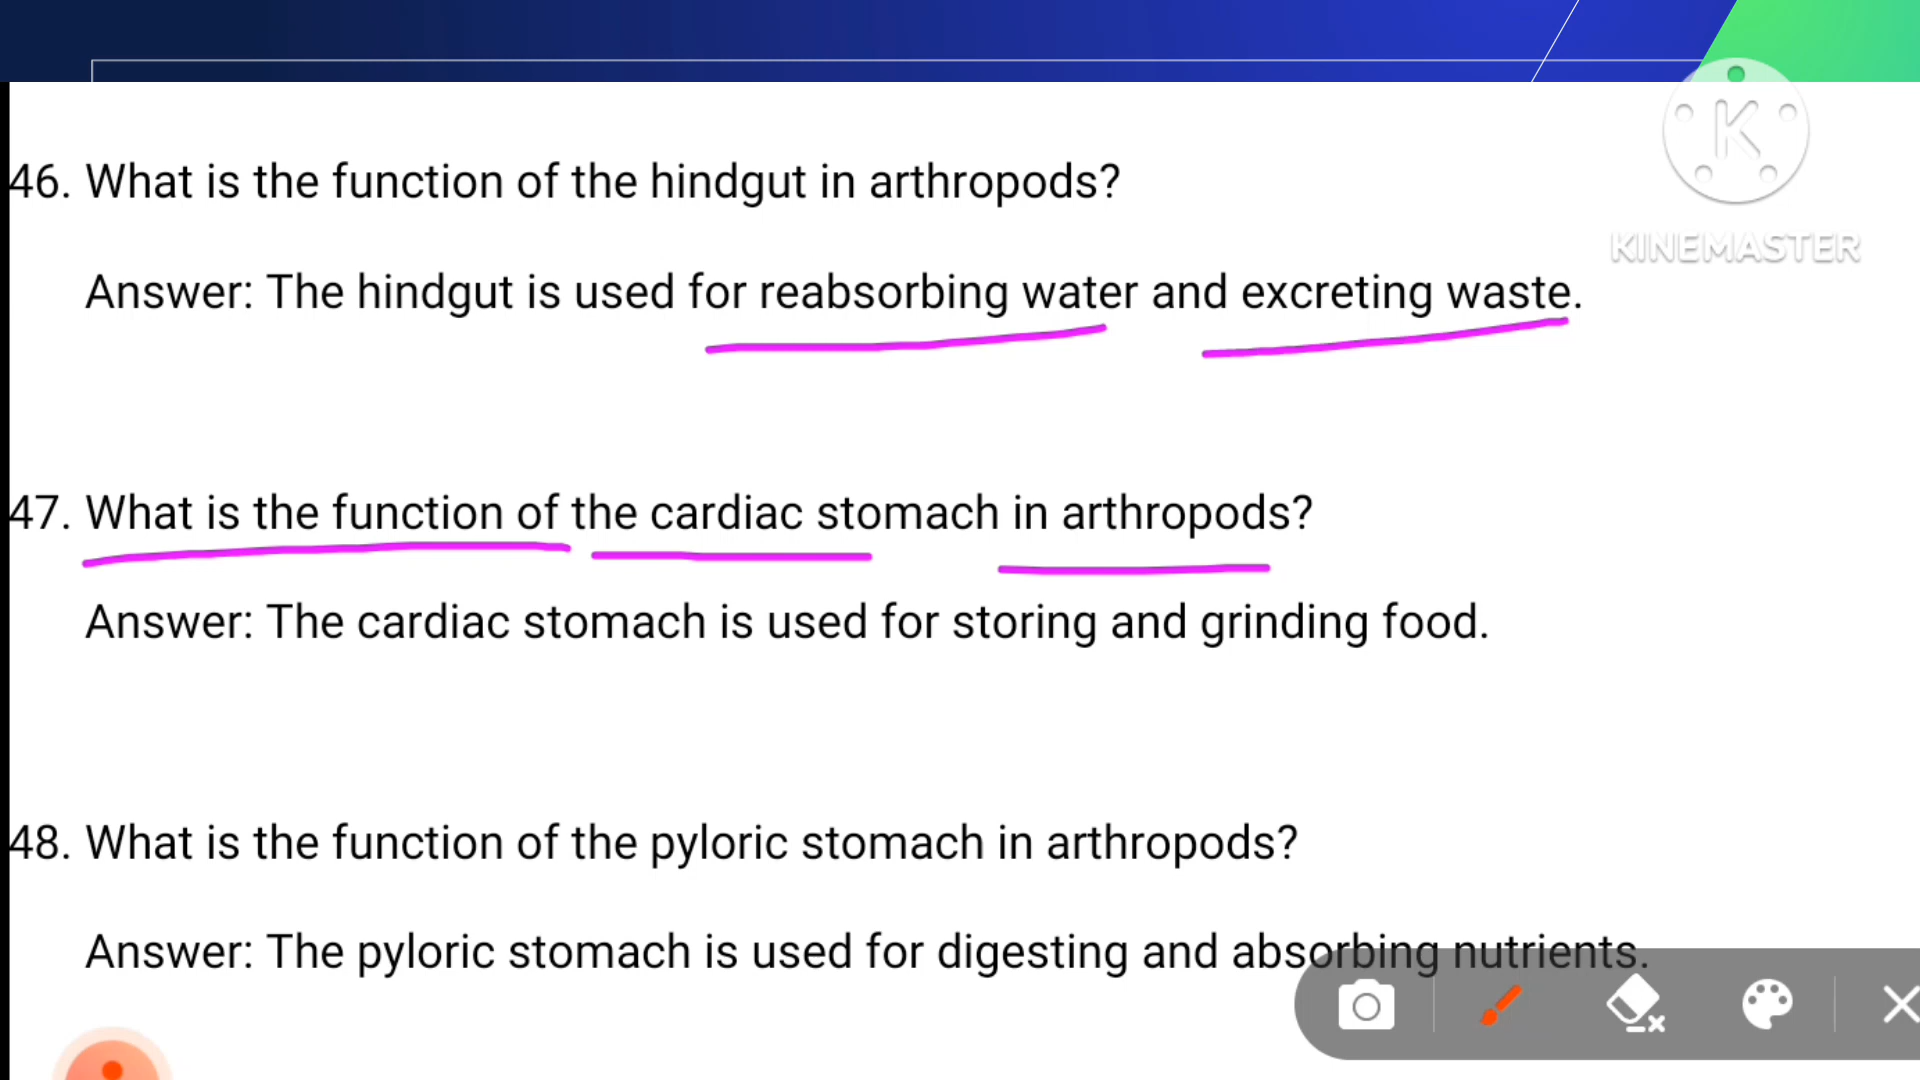 K
KINEMASTER
46. What is the function of the hindgut in arthropods?
Answer: The hindgut is used for reabsorbing water and excreting waste.
47. What is the function of the cardiac stomach in arthropods?
Answer: The cardiac stomach is used for storing and grinding food.
48. What is the function of the pyloric stomach in arthropods?
Answer: The pyloric stomach is used for digesting and absorbing nutrients.